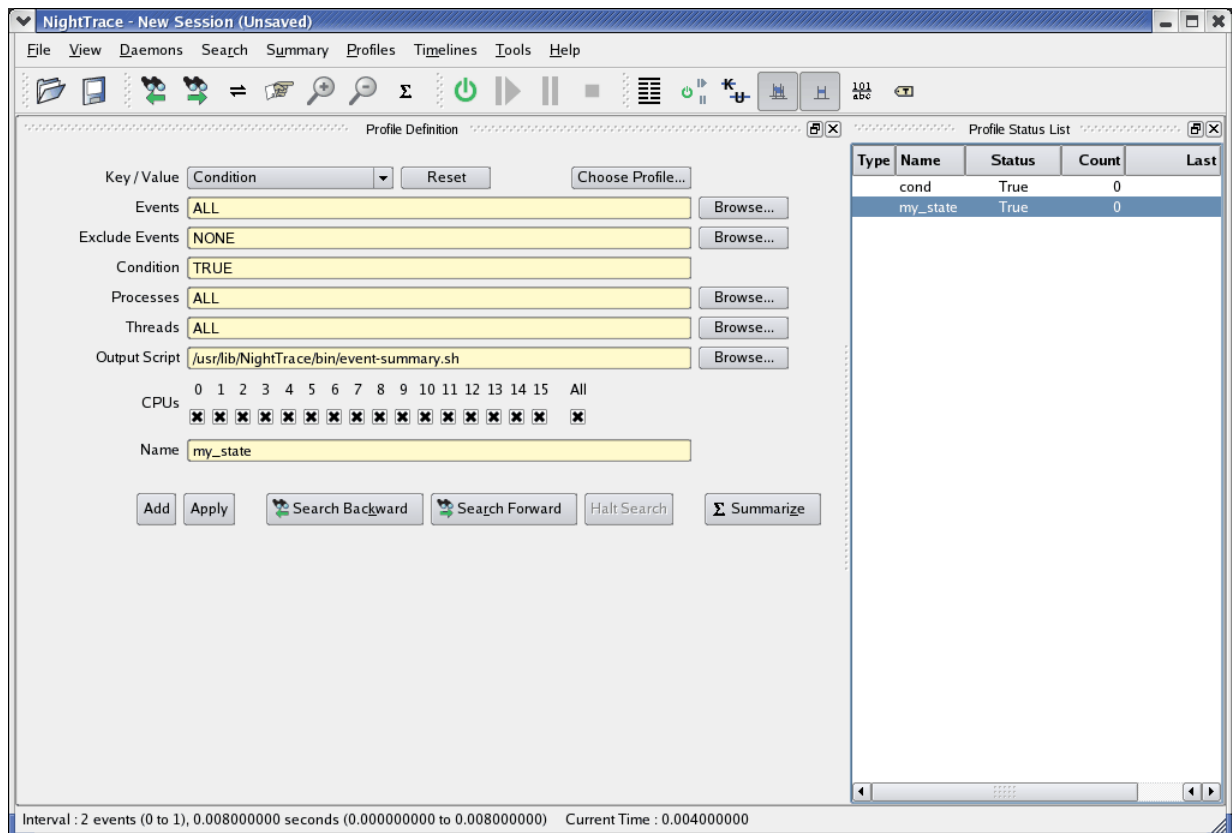 NightTrace - New Session (Unsaved)
File View Daemons Search Summary Profiles Timelines Tools Help
Σ K U 101 abc T
Profile Definition
Key / Value Condition Reset Choose Profile...
Events ALL Browse...
Exclude Events NONE Browse...
Condition TRUE
Processes ALL Browse...
Threads ALL Browse...
Output Script /usr/lib/NightTrace/bin/event-summary.sh Browse...
0 1 2 3 4 5 6 7 8 9 10 11 12 13 14 15 All
CPUs
Name my_state
Add Apply Search Backward Search Forward Halt Search Σ Summarize
Profile Status List
Type Name Status Count Last
cond True 0
my_state True 0
Interval : 2 events (0 to 1), 0.008000000 seconds (0.000000000 to 0.008000000) Current Time : 0.004000000